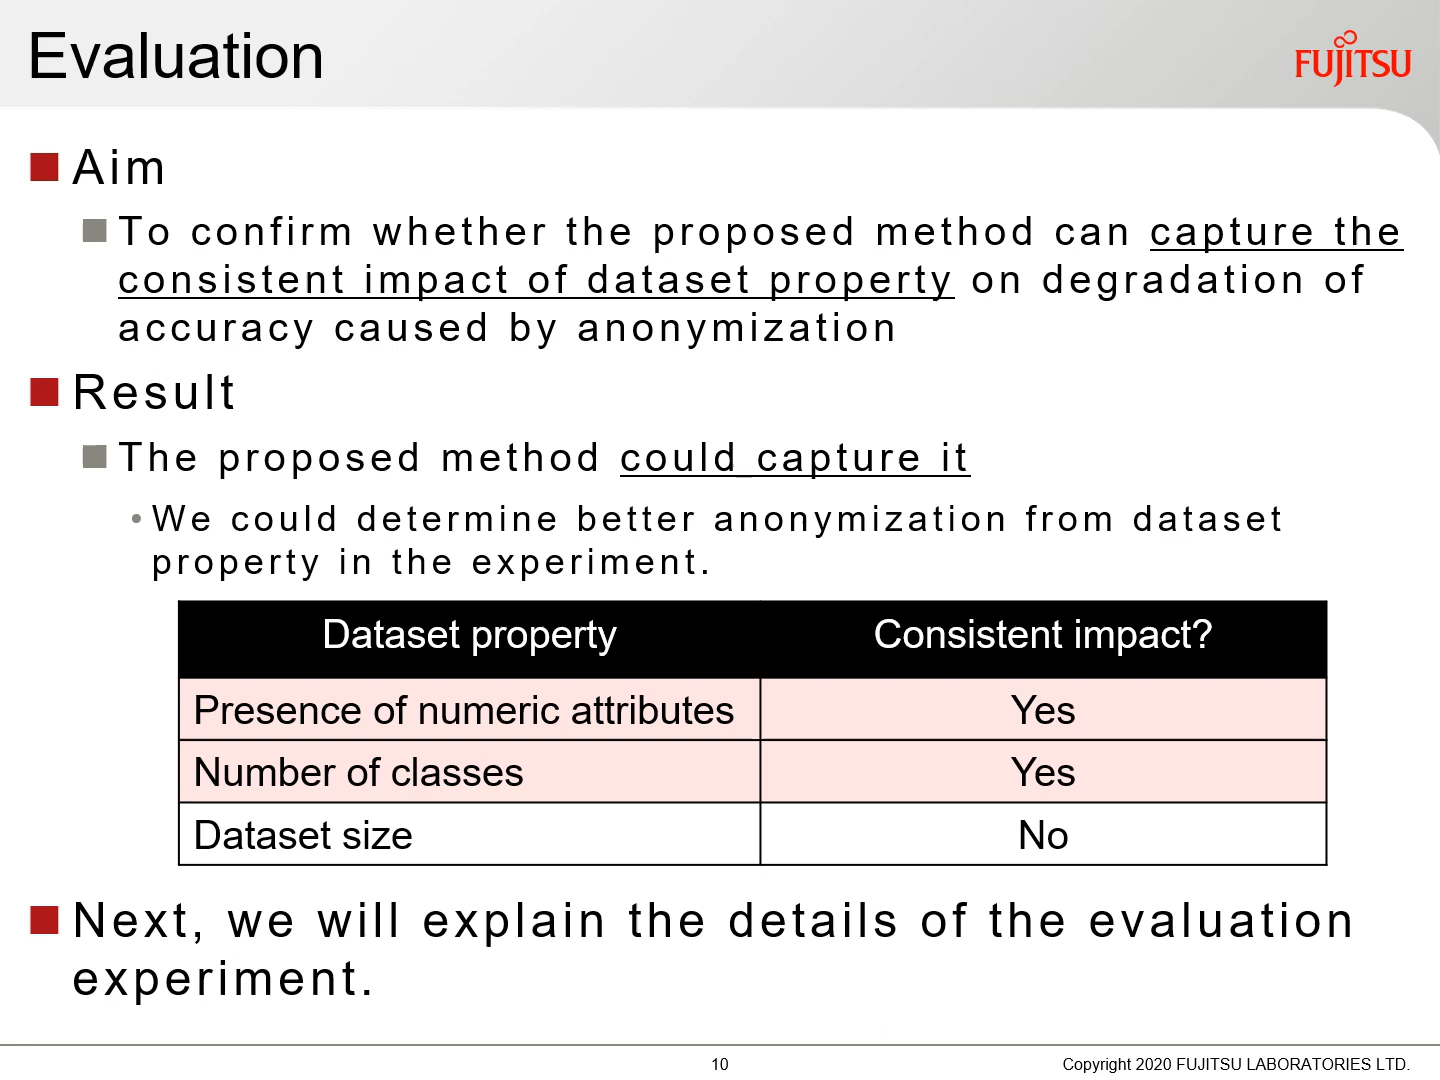 Evaluation
FUJITSU
Aim
To confirm whether the proposed method can capture the
consistent impact of dataset property on degradation of
accuracy caused by anonymization
Result
The proposed method could capture it
• We could determine better anonymization from dataset
property in the experiment.
Dataset property Consistent impact?
Presence of numeric attributes Yes
Number of classes Yes
Dataset size No
Next, we will explain the details of the evaluation
experiment.
10 Copyright 2020 FUJITSU LABORATORIES LTD.